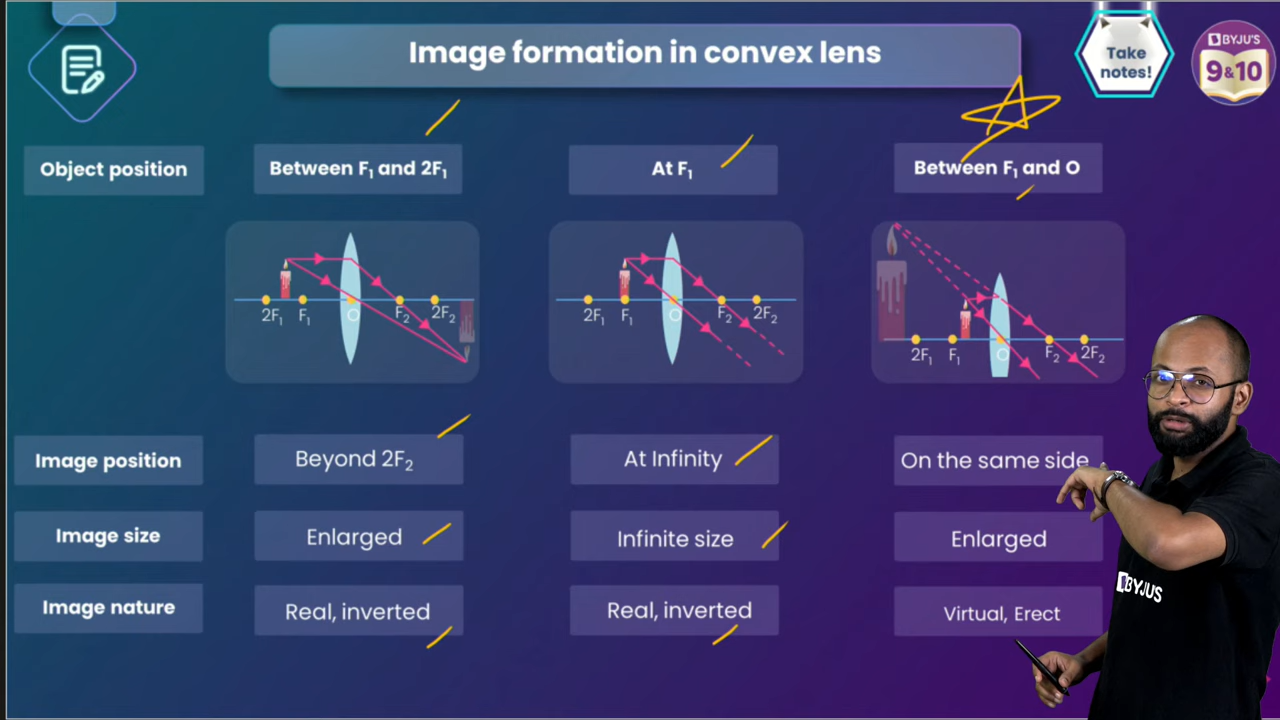 Image formation in convex lens
Take
notes!
BYJU'S
9&10
Object position
Between F₁ and 2F₁
At F₁
Between F₁ and O
2F₁ F₁ O F₂ 2F₂
2F₁ F₁ O F₂ 2F₂
2F₁ F₁ O F₂ 2F₂
Image position
Beyond 2F₂
At Infinity
On the same side
Image size
Enlarged
Infinite size
Enlarged
Image nature
Real, inverted
Real, inverted
Virtual, Erect
BYJUS